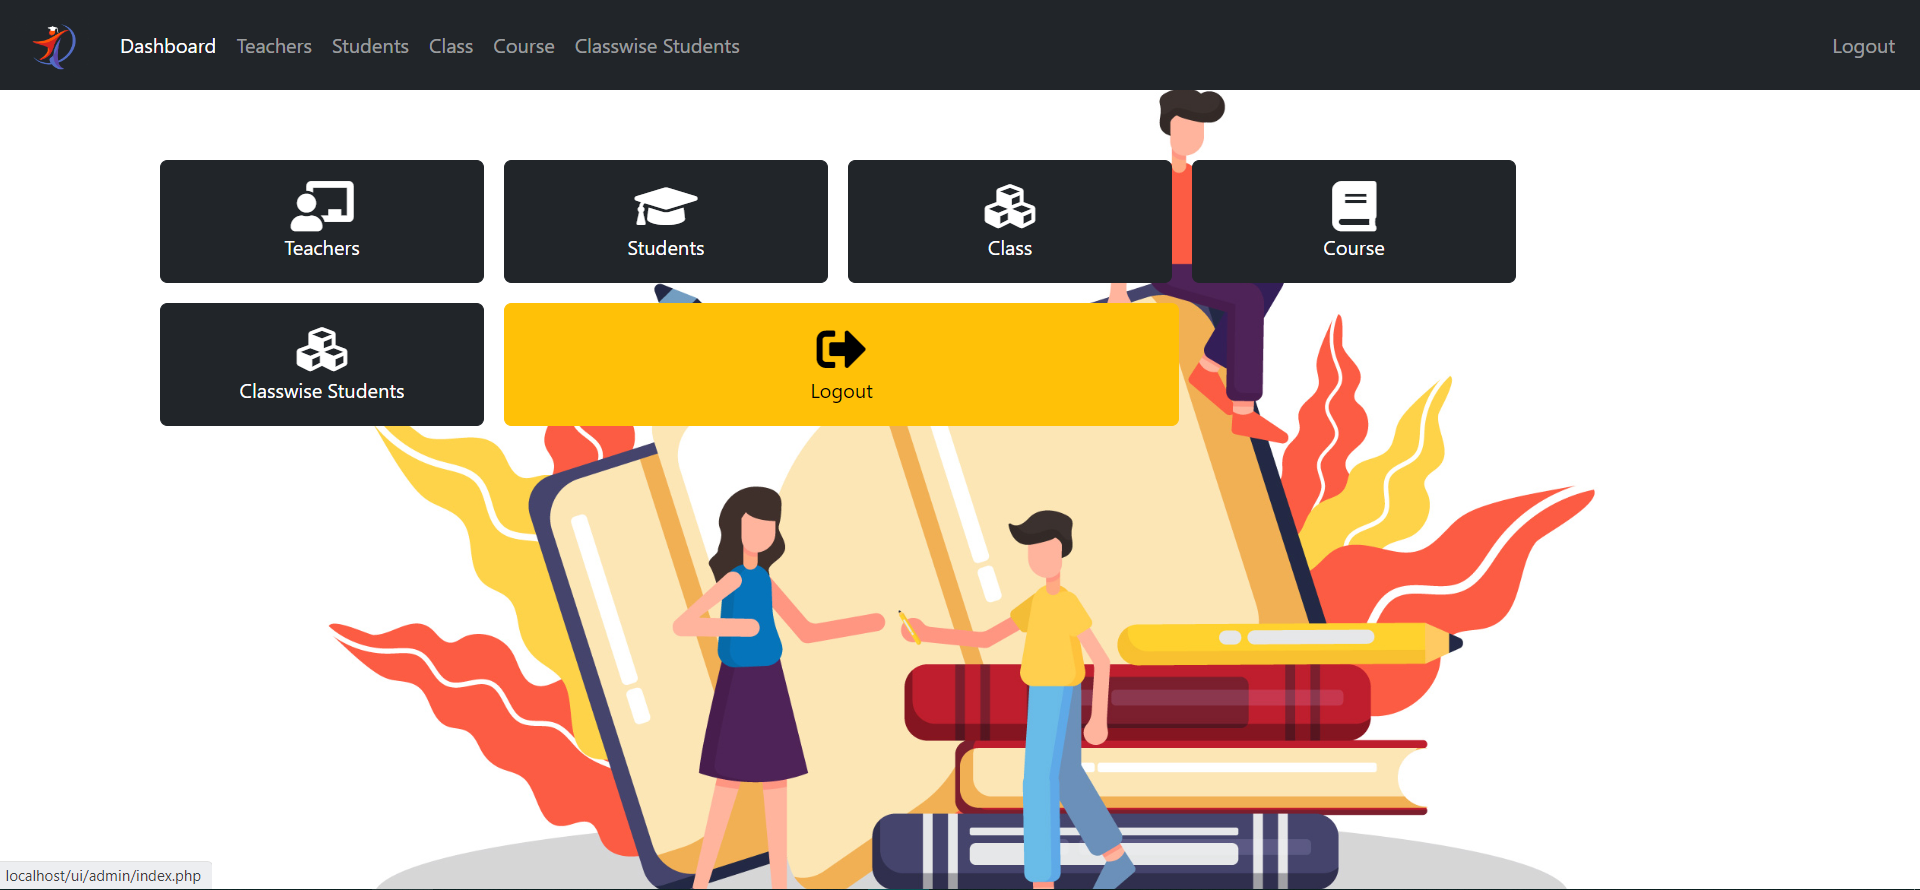 Dashboard Teachers Students Class Course Classwise Students Logout
Teachers Students Class Course
Classwise Students Logout
localhost/ui/admin/index.php